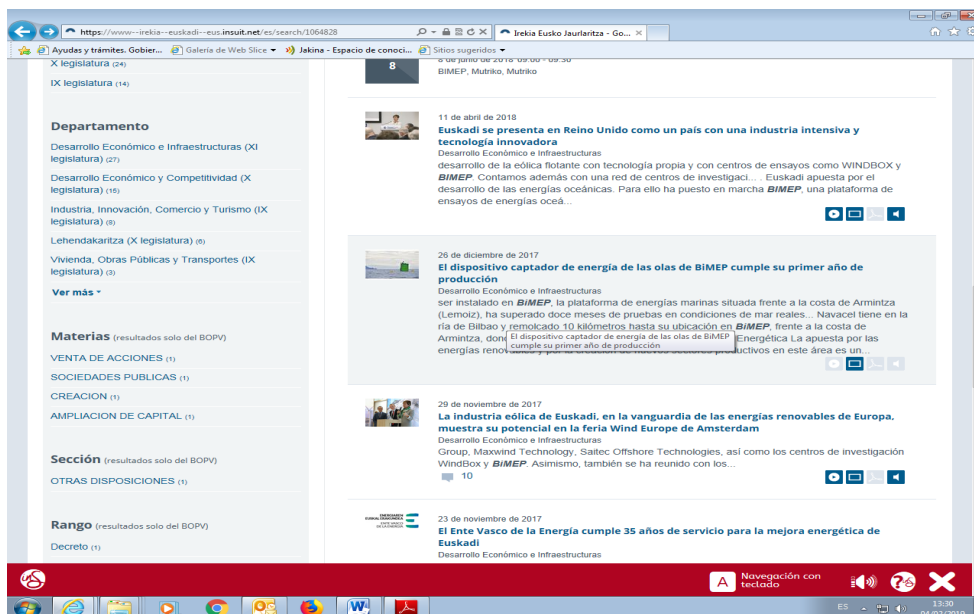 https://www--irekia--euskadi--eus.insuit.net/es/search/1064828
Irekia Eusko Jaurlaritza - Go...
Ayudas y trámites. Gobier...
Galería de Web Slice
Jakina - Espacio de conoci...
Sitios sugeridos
X legislatura (24)
IX legislatura (14)
Departamento
Desarrollo Económico e Infraestructuras (XI
legislatura) (27)
Desarrollo Económico y Competitividad (X
legislatura) (16)
Industria, Innovación, Comercio y Turismo (IX
legislatura) (8)
Lehendakaritza (X legislatura) (6)
Vivienda, Obras Públicas y Transportes (IX
legislatura) (3)
Ver más
Materias (resultados solo del BOPV)
VENTA DE ACCIONES (1)
SOCIEDADES PUBLICAS (1)
CREACION (1)
AMPLIACION DE CAPITAL (1)
Sección (resultados solo del BOPV)
OTRAS DISPOSICIONES (1)
Rango (resultados solo del BOPV)
Decreto (1)
8
8 de junio de 2018 09:00 - 09:30
BIMEP, Mutriko, Mutriko
11 de abril de 2018
Euskadi se presenta en Reino Unido como un país con una industria intensiva y
tecnología innovadora
Desarrollo Económico e Infraestructuras
desarrollo de la eólica flotante con tecnología propia y con centros de ensayos como WINDBOX y
BIMEP. Contamos además con una red de centros de investigaci... . Euskadi apuesta por el
desarrollo de las energías oceánicas. Para ello ha puesto en marcha BIMEP, una plataforma de
ensayos de energías oceá...
26 de diciembre de 2017
El dispositivo captador de energía de las olas de BiMEP cumple su primer año de
producción
Desarrollo Económico e Infraestructuras
ser instalado en BiMEP, la plataforma de energías marinas situada frente a la costa de Armintza
(Lemoiz), ha superado doce meses de pruebas en condiciones de mar reales... Navacel tiene en la
ría de Bilbao y remolcado 10 kilómetros hasta su ubicación en BiMEP, frente a la costa de
Armintza, Energética La apuesta por las
energías productivos en este área es un...
El dispositivo captador de energía de las olas de BiMEP
cumple su primer año de producción
29 de noviembre de 2017
La industria eólica de Euskadi, en la vanguardia de las energías renovables de Europa,
muestra su potencial en la feria Wind Europe de Amsterdam
Desarrollo Económico e Infraestructuras
Group, Maxwind Technology, Saitec Offshore Technologies, así como los centros de investigación
WindBox y BIMEP. Asimismo, también se ha reunido con los...
10
23 de noviembre de 2017
El Ente Vasco de la Energía cumple 35 años de servicio para la mejora energética de
Euskadi
Desarrollo Económico e Infraestructuras
A
Navegación con
teclado
ES
13:30
04/02/2019